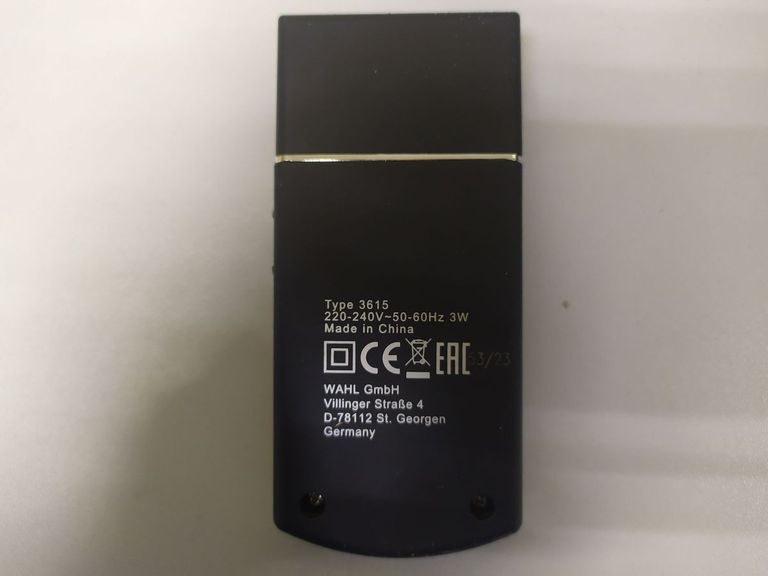 Type 3615
220-240V~50-60Hz 3W
Made in China
CE EAC 53/23
WAHL GmbH
Villinger Straße 4
D-78112 St. Georgen
Germany